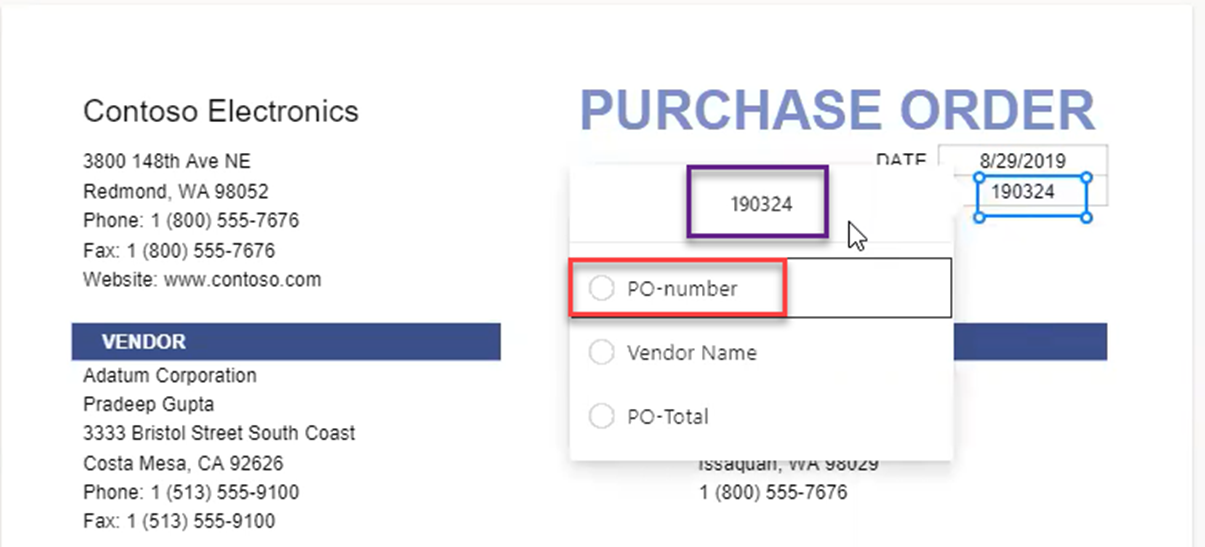 Contoso Electronics
PURCHASE ORDER
3800 148th Ave NE
Redmond, WA 98052
Phone: 1 (800) 555-7676
Fax: 1 (800) 555-7676
Website: www.contoso.com
DATE 8/29/2019
190324
190324
PO-number
Vendor Name
PO-Total
VENDOR
Adatum Corporation
Pradeep Gupta
3333 Bristol Street South Coast
Costa Mesa, CA 92626
Phone: 1 (513) 555-9100
Fax: 1 (513) 555-9100
Issaquah, WA 98029
1 (800) 555-7676